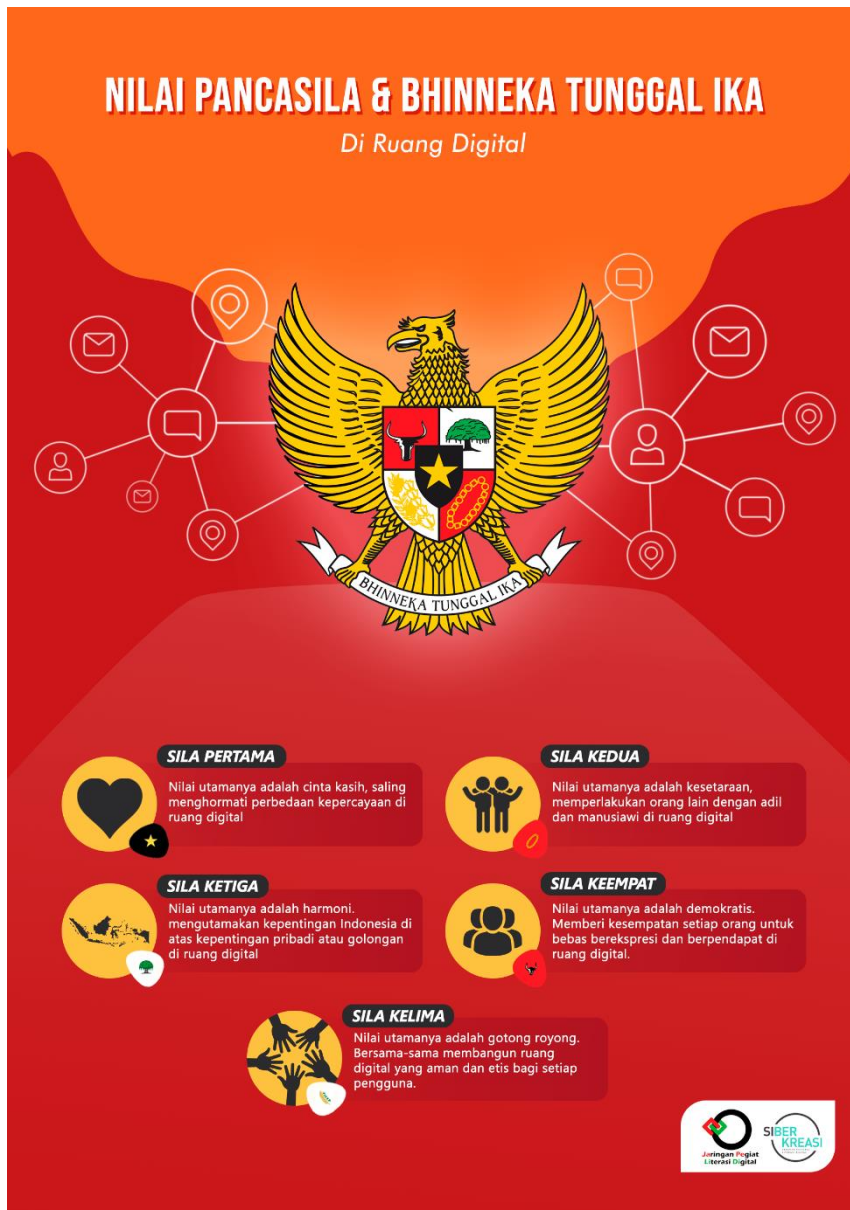 NILAI PANCASILA & BHINNEKA TUNGGAL IKA
Di Ruang Digital
BHINNEKA TUNGGAL IKA
SILA PERTAMA
Nilai utamanya adalah cinta kasih, saling
menghormati perbedaan kepercayaan di
ruang digital
SILA KEDUA
Nilai utamanya adalah kesetaraan,
memperlakukan orang lain dengan adil
dan manusiawi di ruang digital
SILA KETIGA
Nilai utamanya adalah harmoni.
mengutamakan kepentingan Indonesia di
atas kepentingan pribadi atau golongan
di ruang digital
SILA KEEMPAT
Nilai utamanya adalah demokratis.
Memberi kesempatan setiap orang untuk
bebas berekspresi dan berpendapat di
ruang digital.
SILA KELIMA
Nilai utamanya adalah gotong royong.
Bersama-sama membangun ruang
digital yang aman dan etis bagi setiap
pengguna.
Jaringan Pegiat
Literasi Digital
SIBER
KREASI